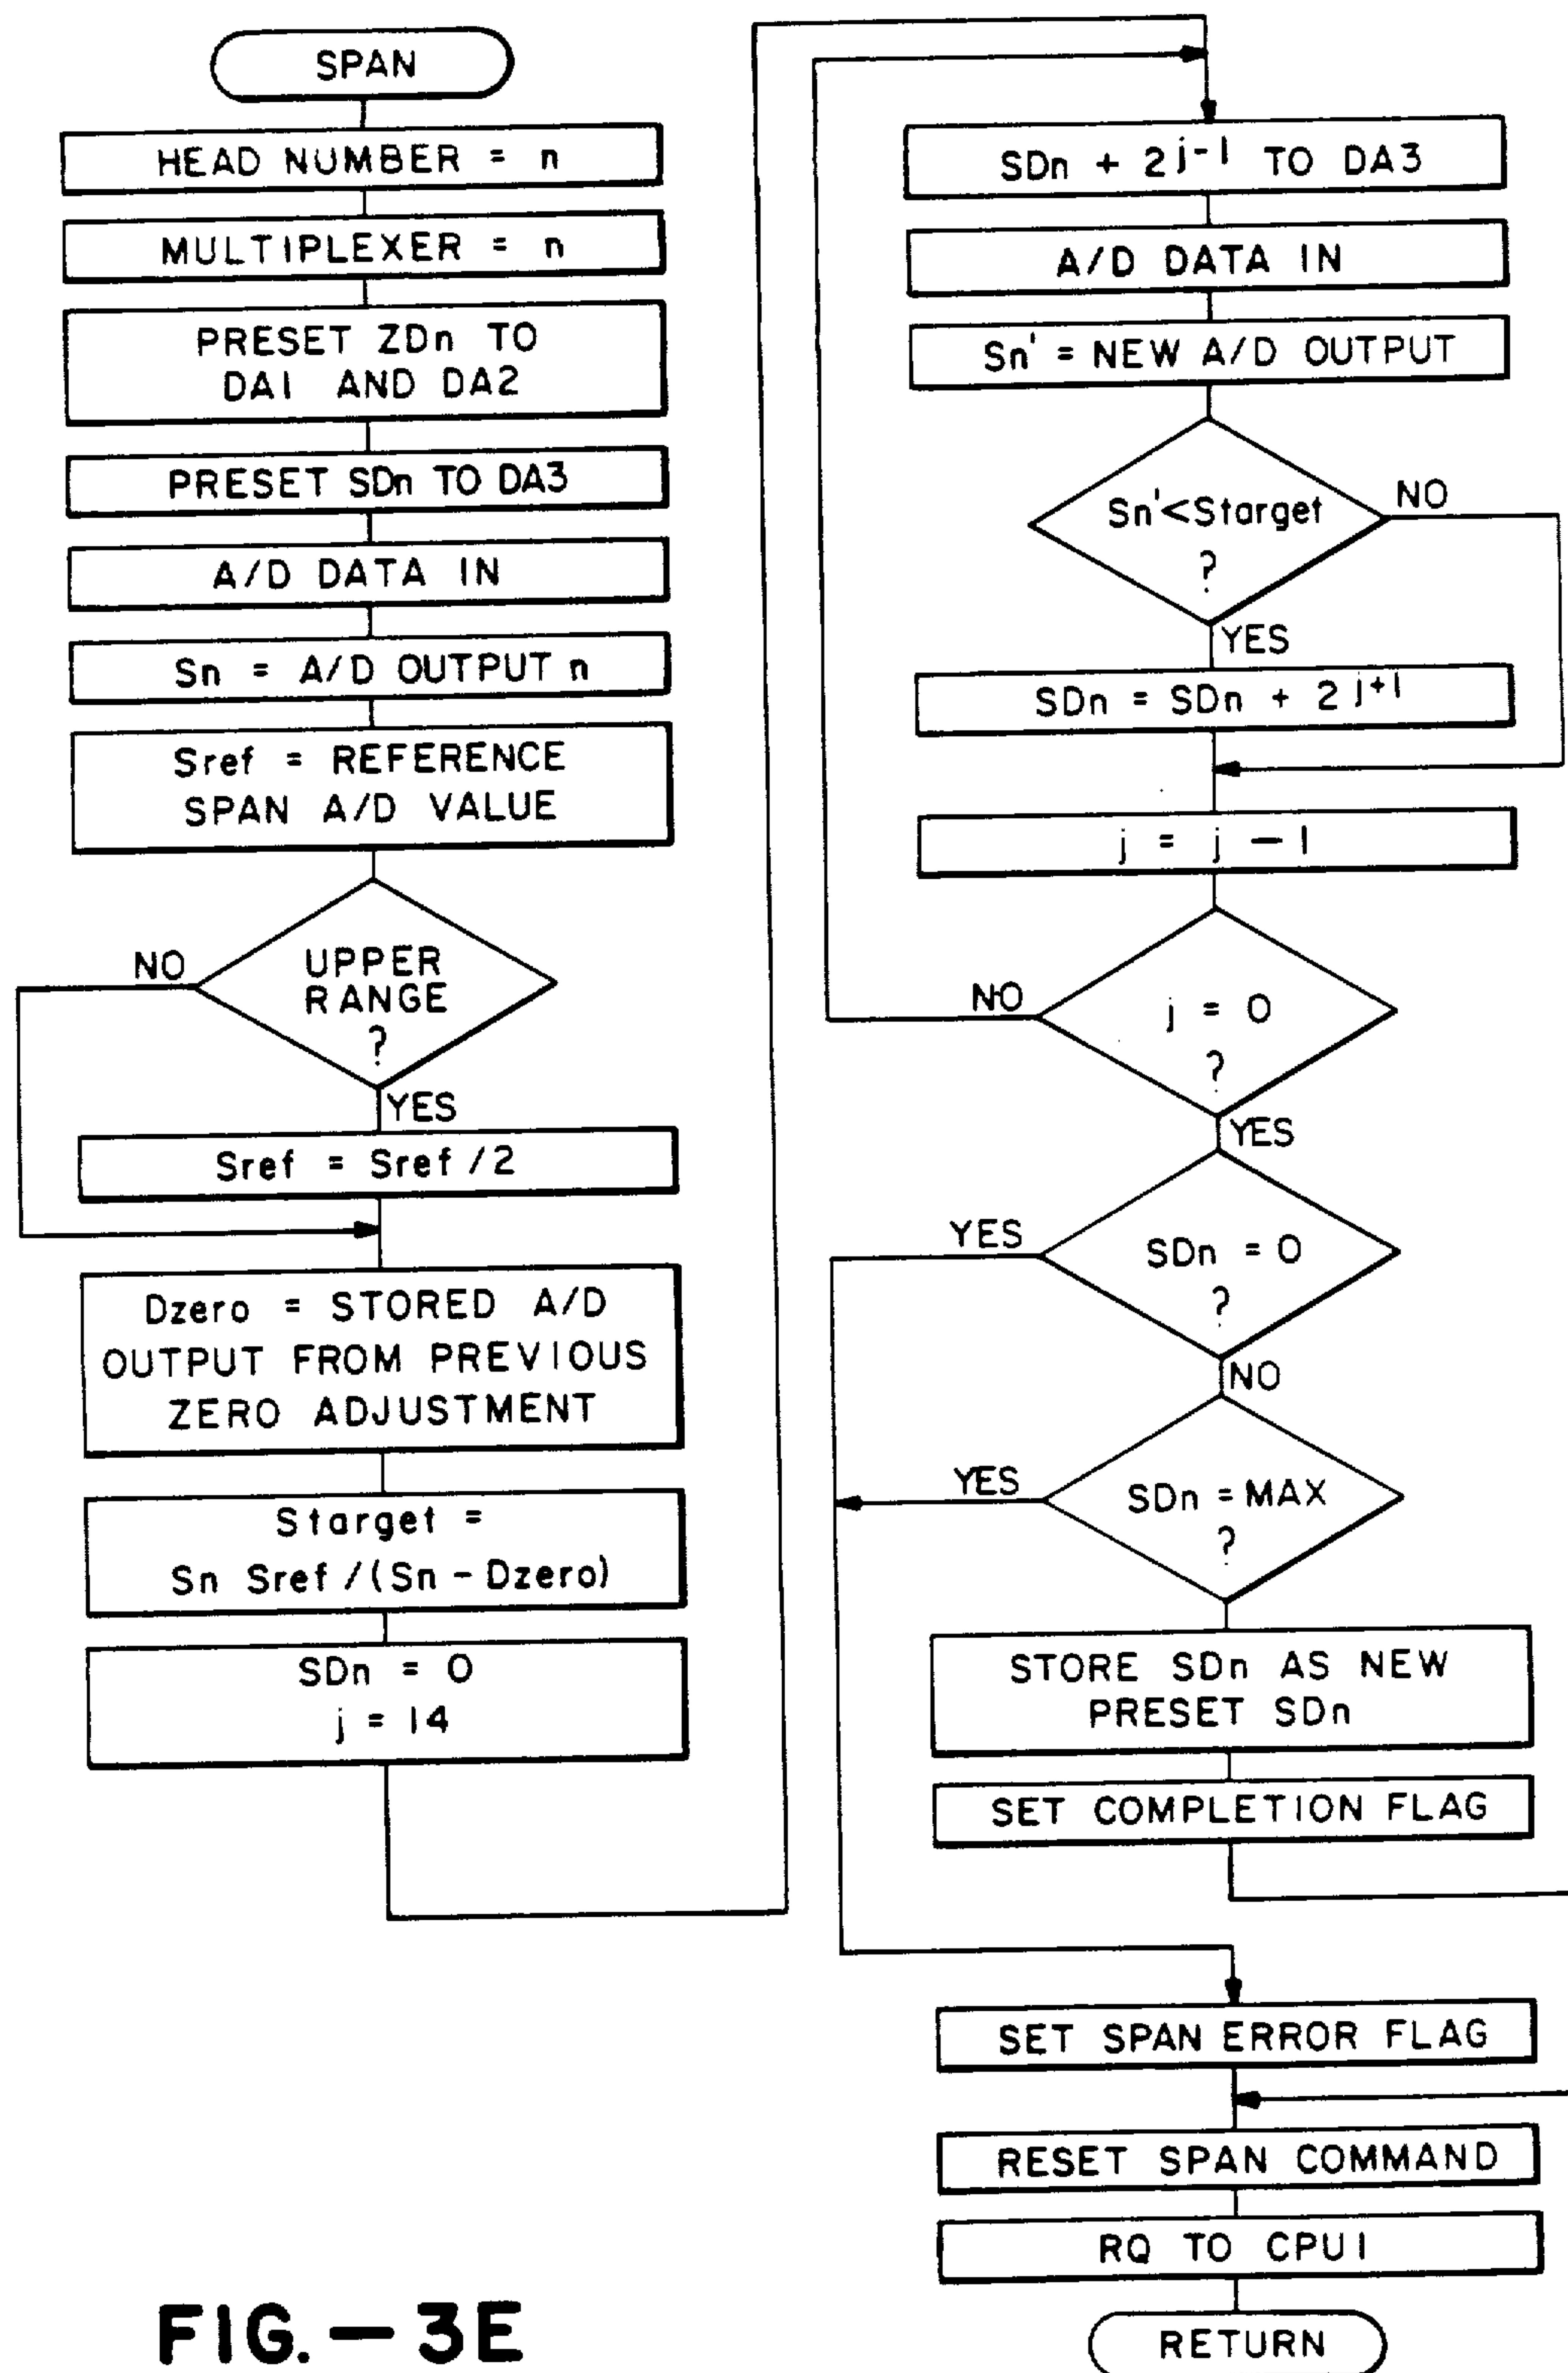 SPAN
HEAD NUMBER = n
MULTIPLEXER = n
PRESET ZDn TO
DA1 AND DA2
PRESET SDn TO DA3
A/D DATA IN
Sn = A/D OUTPUT n
Sref = REFERENCE
SPAN A/D VALUE
NO
UPPER
RANGE
?
YES
Sref = Sref /2
Dzero = STORED A/D
OUTPUT FROM PREVIOUS
ZERO ADJUSTMENT
Starget =
Sn Sref /(Sn - Dzero)
SDn = 0
j = 14
SDn + 2^j-1 TO DA3
A/D DATA IN
Sn' = NEW A/D OUTPUT
Sn'<Starget
?
NO
YES
SDn = SDn + 2^j+1
j = j - 1
NO
j = 0
?
YES
YES
SDn = 0
?
NO
YES
SDn = MAX
?
STORE SDn AS NEW
PRESET SDn
SET COMPLETION FLAG
SET SPAN ERROR FLAG
RESET SPAN COMMAND
RQ TO CPU1
RETURN
FIG.—3E